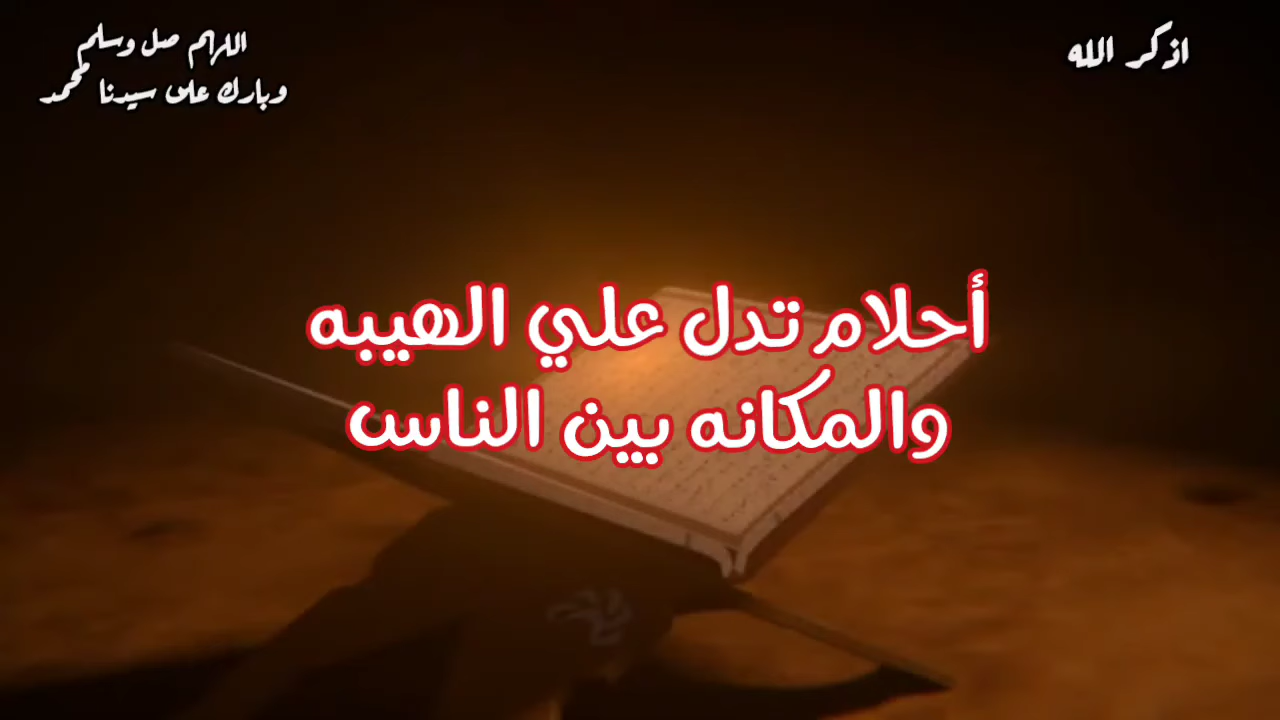 اذكر الله
اللهم صل وسلم
وبارك على سيدنا محمد
أحلام تدل علي الهيبه
والمكانه بين الناس